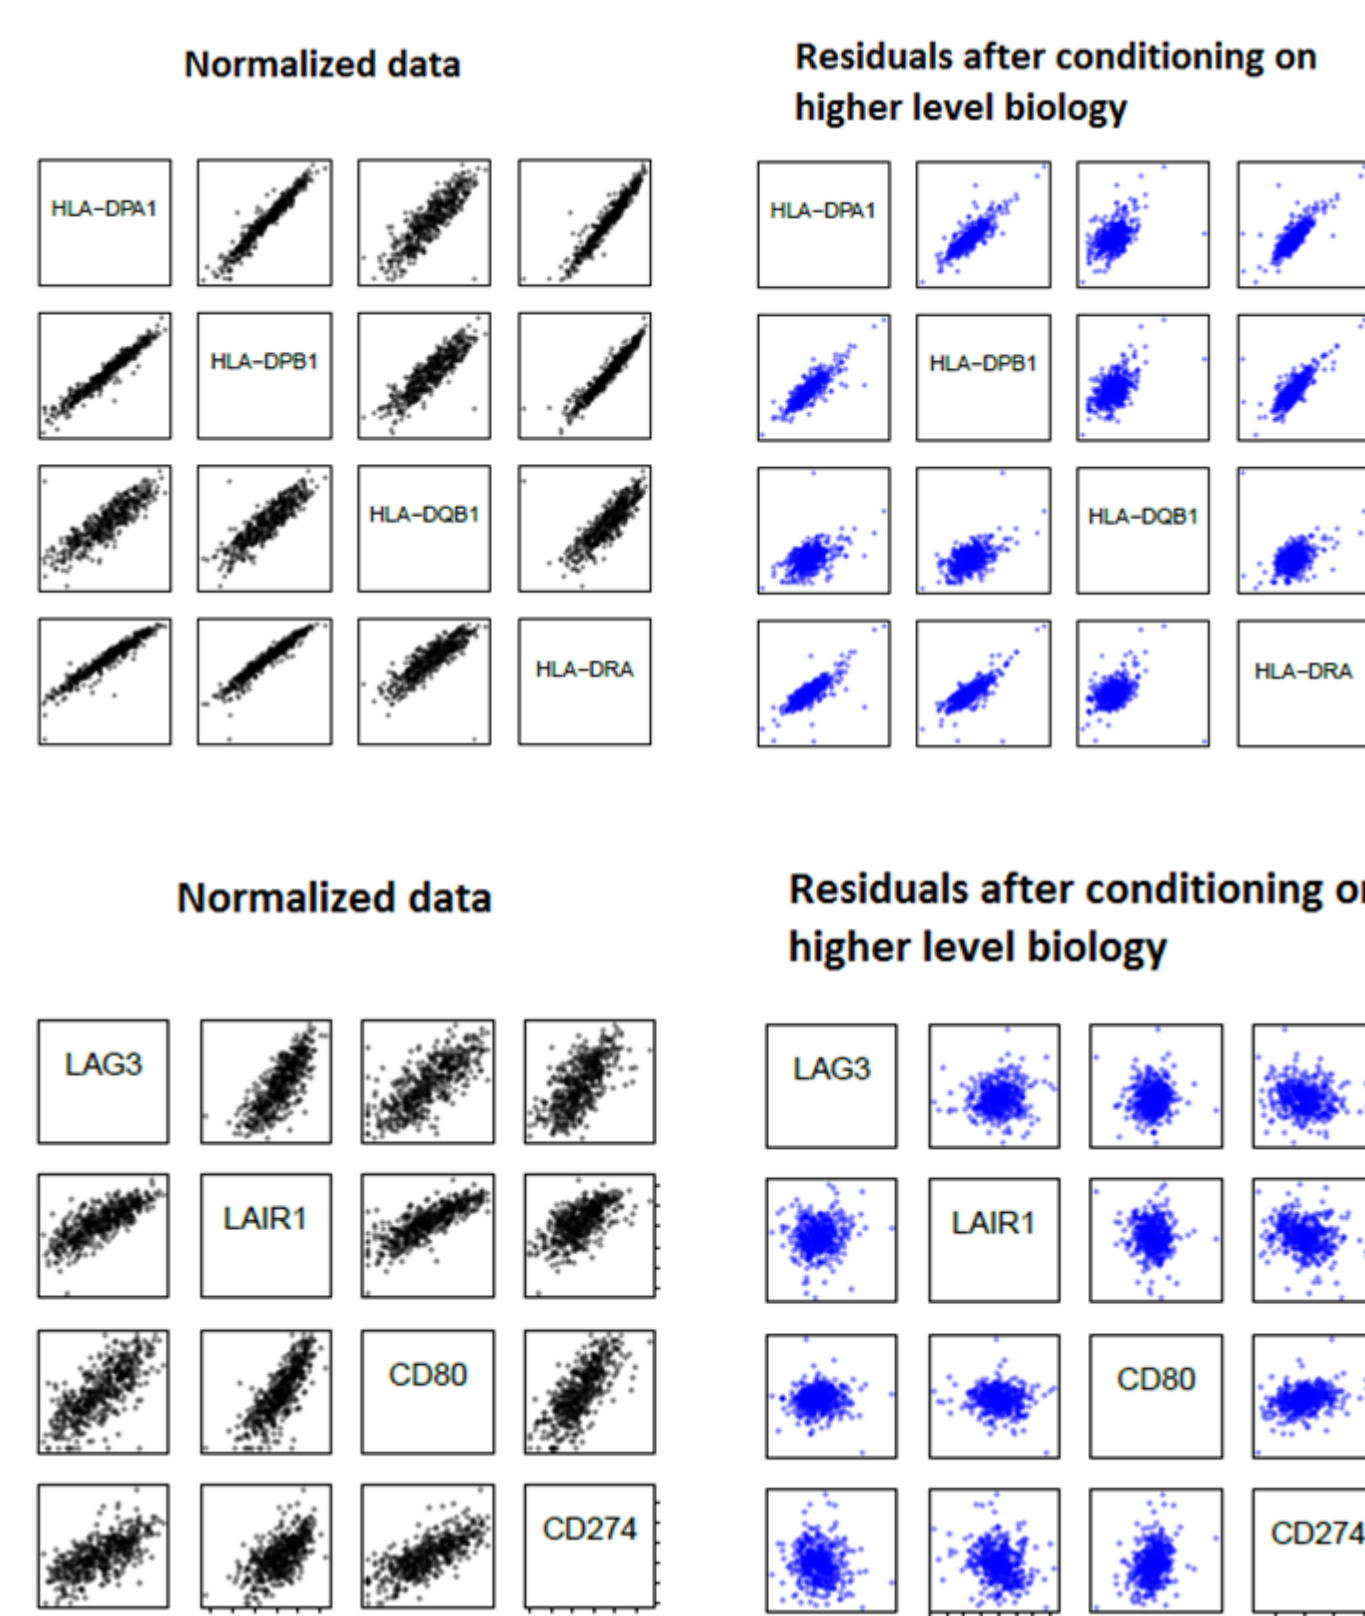 Normalized data
Residuals after conditioning on
higher level biology
HLA−DPA1
HLA−DPB1
HLA−DQB1
HLA−DRA
HLA−DPA1
HLA−DPB1
HLA−DQB1
HLA−DRA
Normalized data
Residuals after conditioning on
higher level biology
LAG3
LAIR1
CD80
CD274
LAG3
LAIR1
CD80
CD274